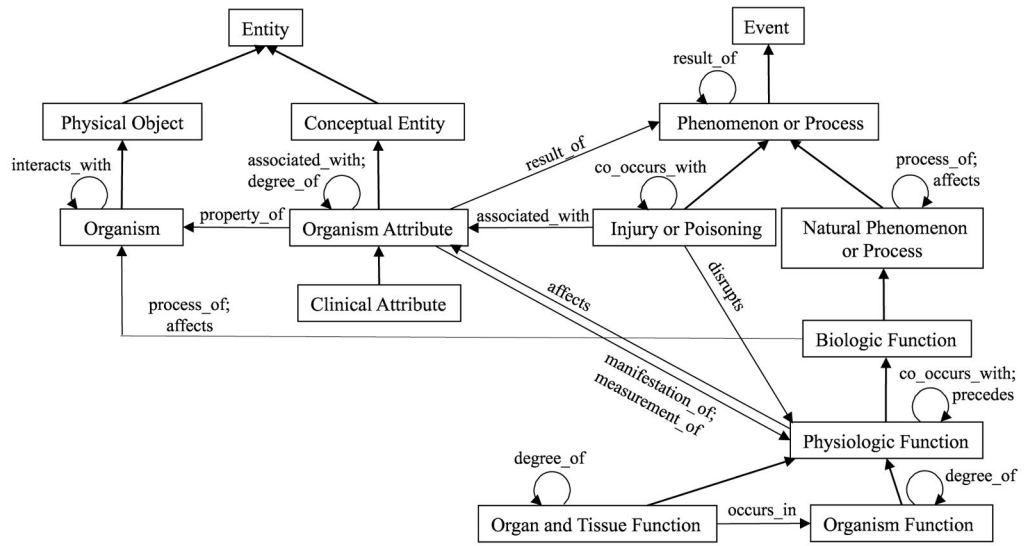 Entity
Event
result_of
Physical Object
Conceptual Entity
Phenomenon or Process
interacts_with
associated_with;
degree_of
result_of
co_occurs_with
process_of;
affects
Organism
property_of
Organism Attribute
associated_with
Injury or Poisoning
Natural Phenomenon
or Process
Clinical Attribute
affects
disrupts
process_of;
affects
Biologic Function
manifestation_of;
measurement_of
co_occurs_with;
precedes
Physiologic Function
degree_of
degree_of
Organ and Tissue Function
occurs_in
Organism Function